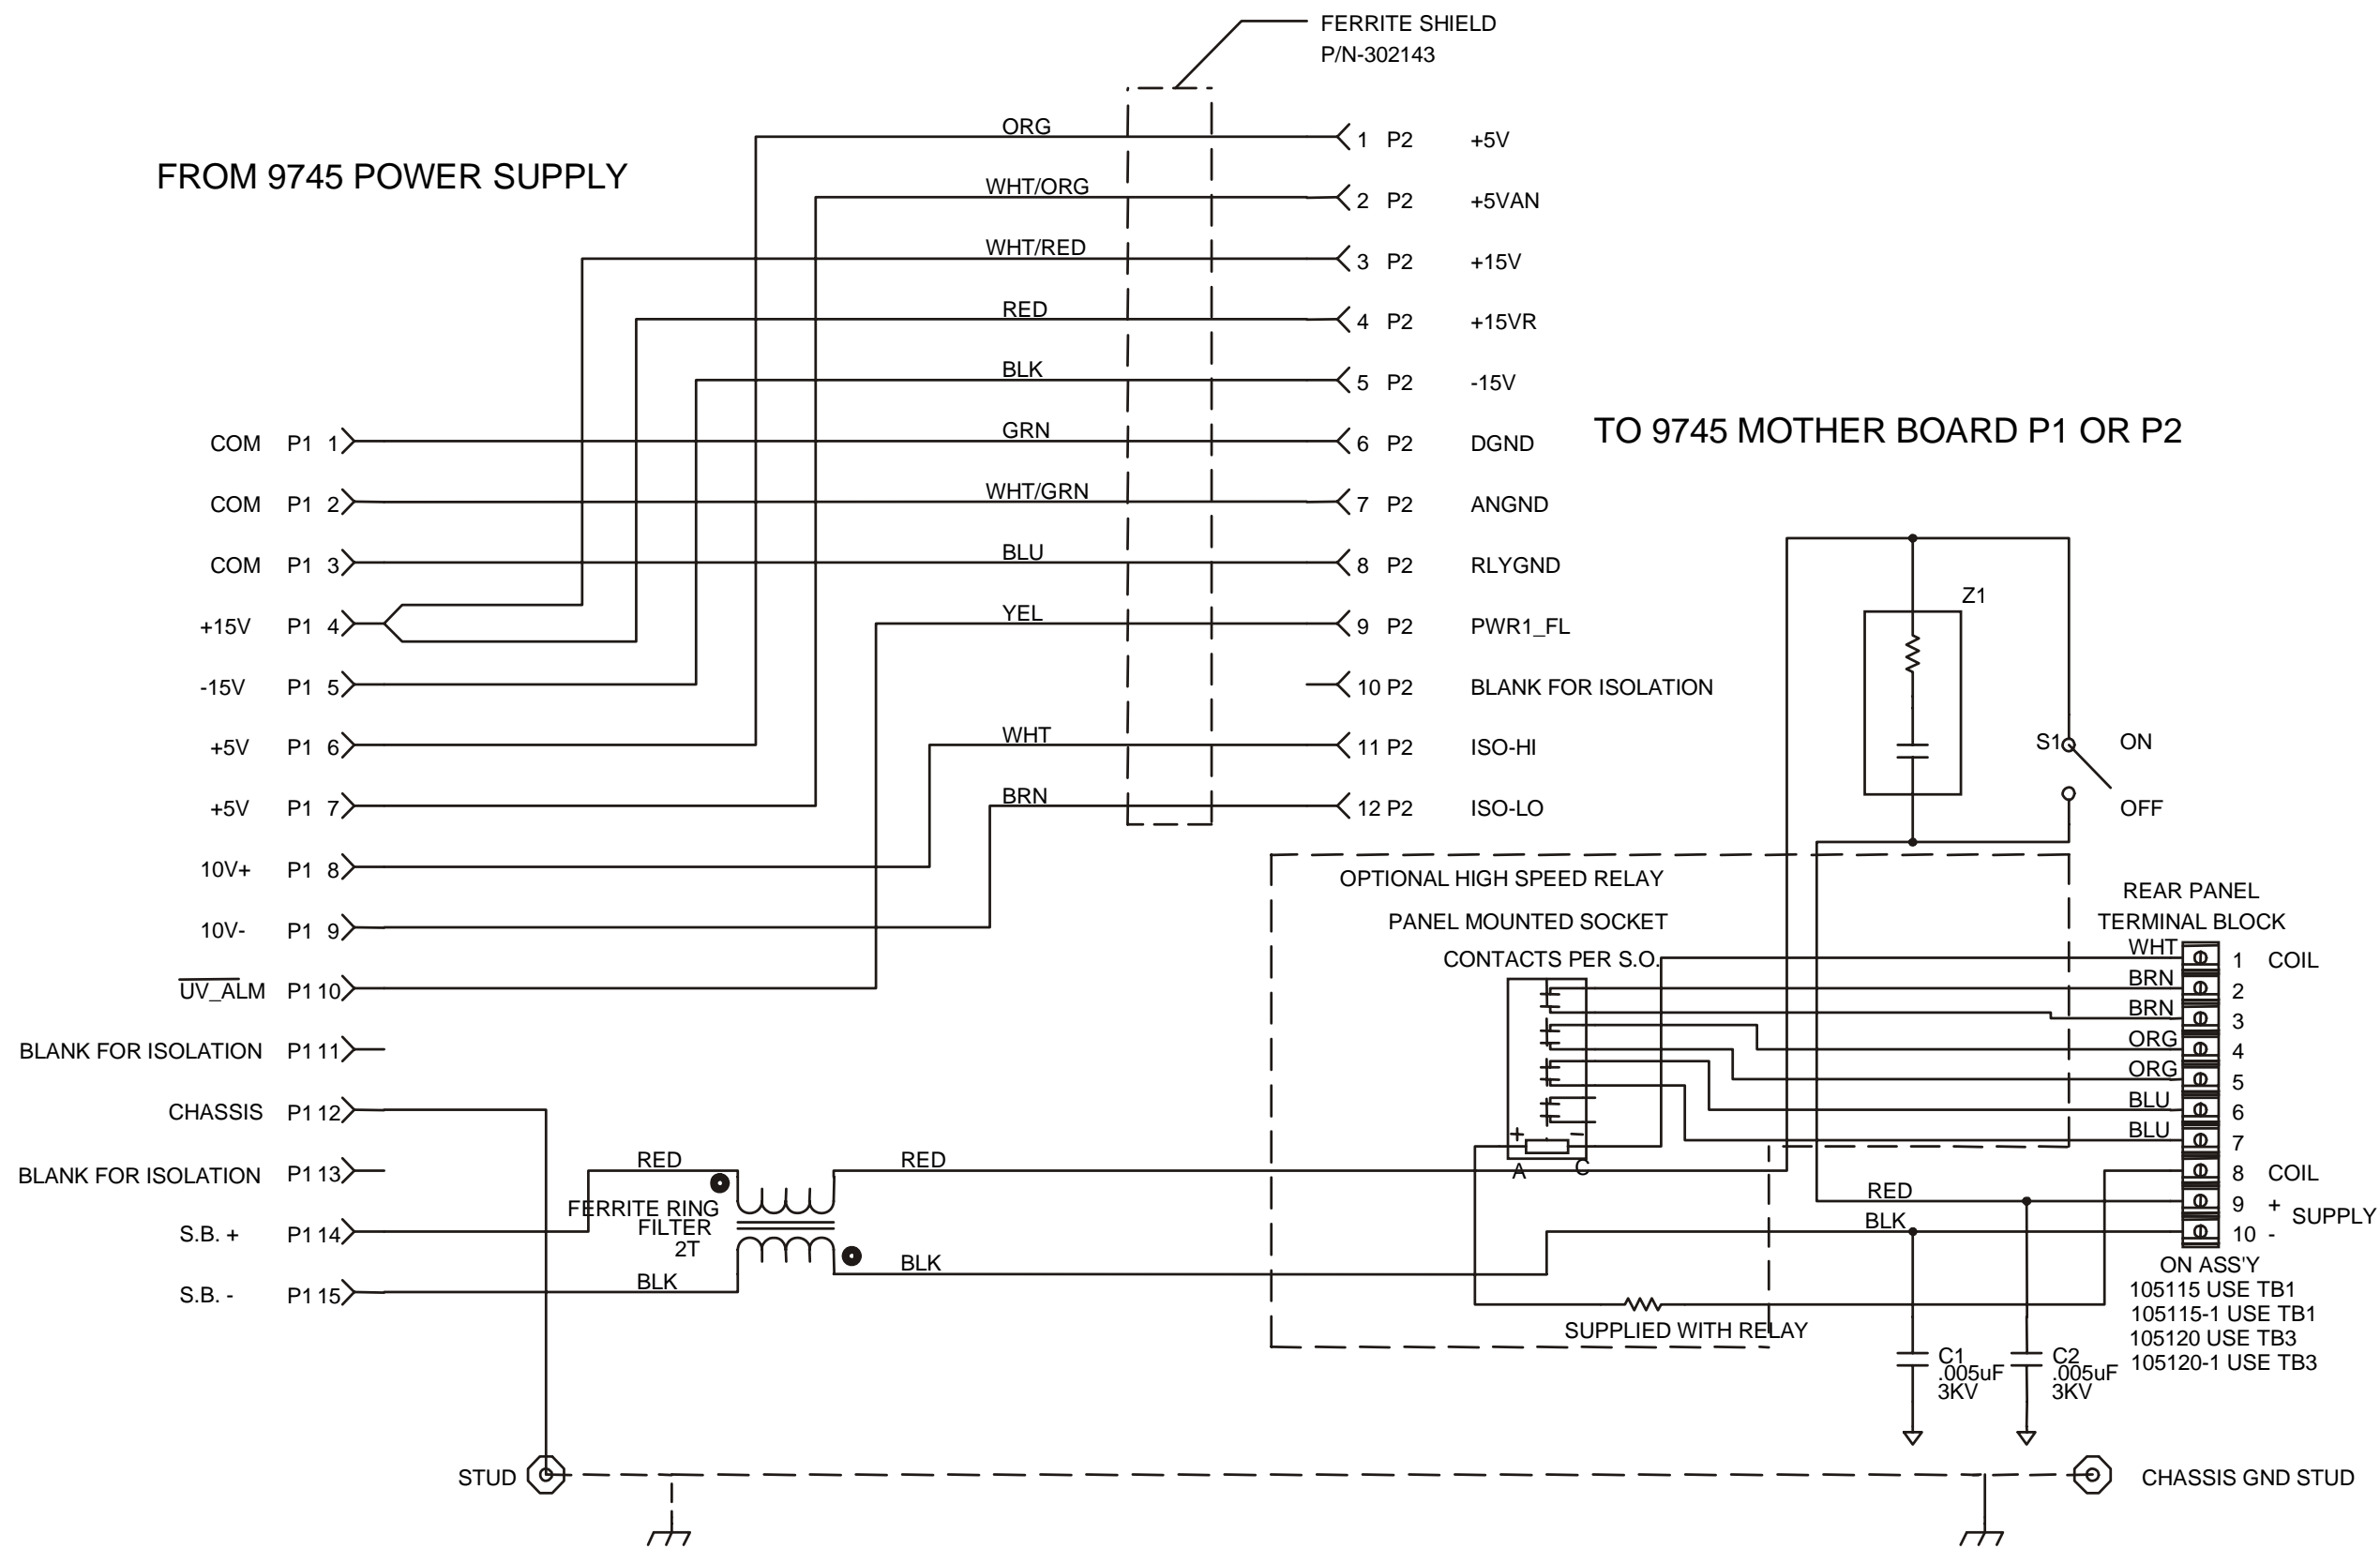 FERRITE SHIELD
P/N-302143
FROM 9745 POWER SUPPLY
ORG
1 P2 +5V
WHT/ORG
2 P2 +5VAN
WHT/RED
3 P2 +15V
RED
4 P2 +15VR
BLK
5 P2 -15V
TO 9745 MOTHER BOARD P1 OR P2
COM P1 1
GRN
6 P2 DGND
COM P1 2
WHT/GRN
7 P2 ANGND
COM P1 3
BLU
8 P2 RLYGND
+15V P1 4
YEL
9 P2 PWR1_FL
-15V P1 5
10 P2 BLANK FOR ISOLATION
+5V P1 6
WHT
11 P2 ISO-HI
+5V P1 7
BRN
12 P2 ISO-LO
10V+ P1 8
10V- P1 9
UV_ALM P1 10
BLANK FOR ISOLATION P1 11
CHASSIS P1 12
BLANK FOR ISOLATION P1 13
S.B. + P1 14
S.B. - P1 15
Z1
S1
ON
OFF
OPTIONAL HIGH SPEED RELAY
PANEL MOUNTED SOCKET
CONTACTS PER S.O.
+ -
A C
REAR PANEL
TERMINAL BLOCK
WHT 1 COIL
BRN 2
BRN 3
ORG 4
ORG 5
BLU 6
BLU 7
8 COIL
RED 9 +
SUPPLY
BLK 10 -
ON ASS'Y
105115 USE TB1
105115-1 USE TB1
105120 USE TB3
105120-1 USE TB3
RED
RED
FERRITE RING
FILTER
2T
BLK
BLK
SUPPLIED WITH RELAY
C1
.005uF
3KV
C2
.005uF
3KV
STUD
CHASSIS GND STUD